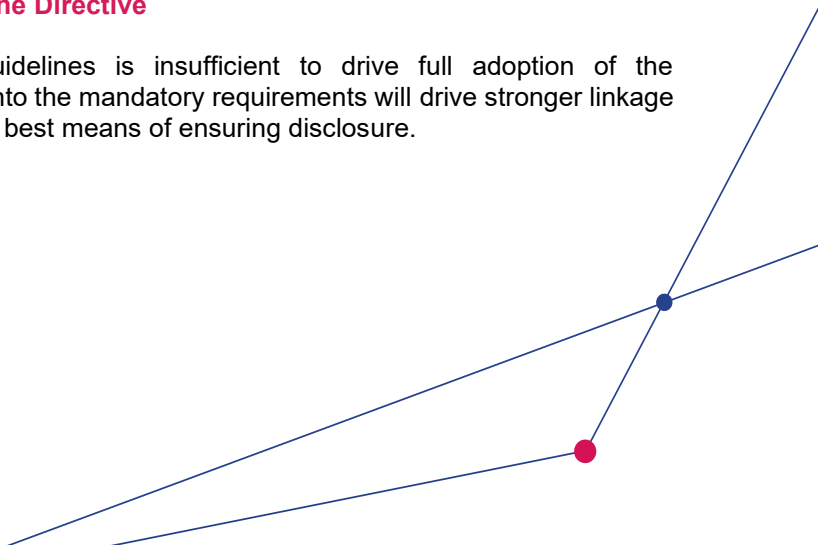 he Directive
uidelines is insufficient to drive full adoption of the
nto the mandatory requirements will drive stronger linkage
best means of ensuring disclosure.